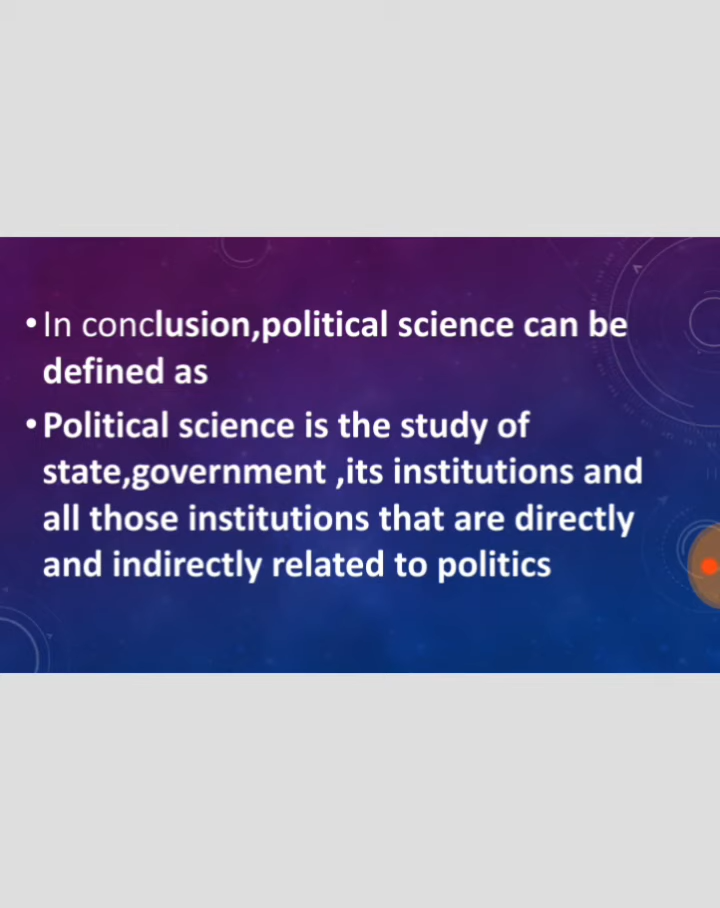 •In conclusion,political science can be
defined as
•Political science is the study of
state,government ,its institutions and
all those institutions that are directly
and indirectly related to politics